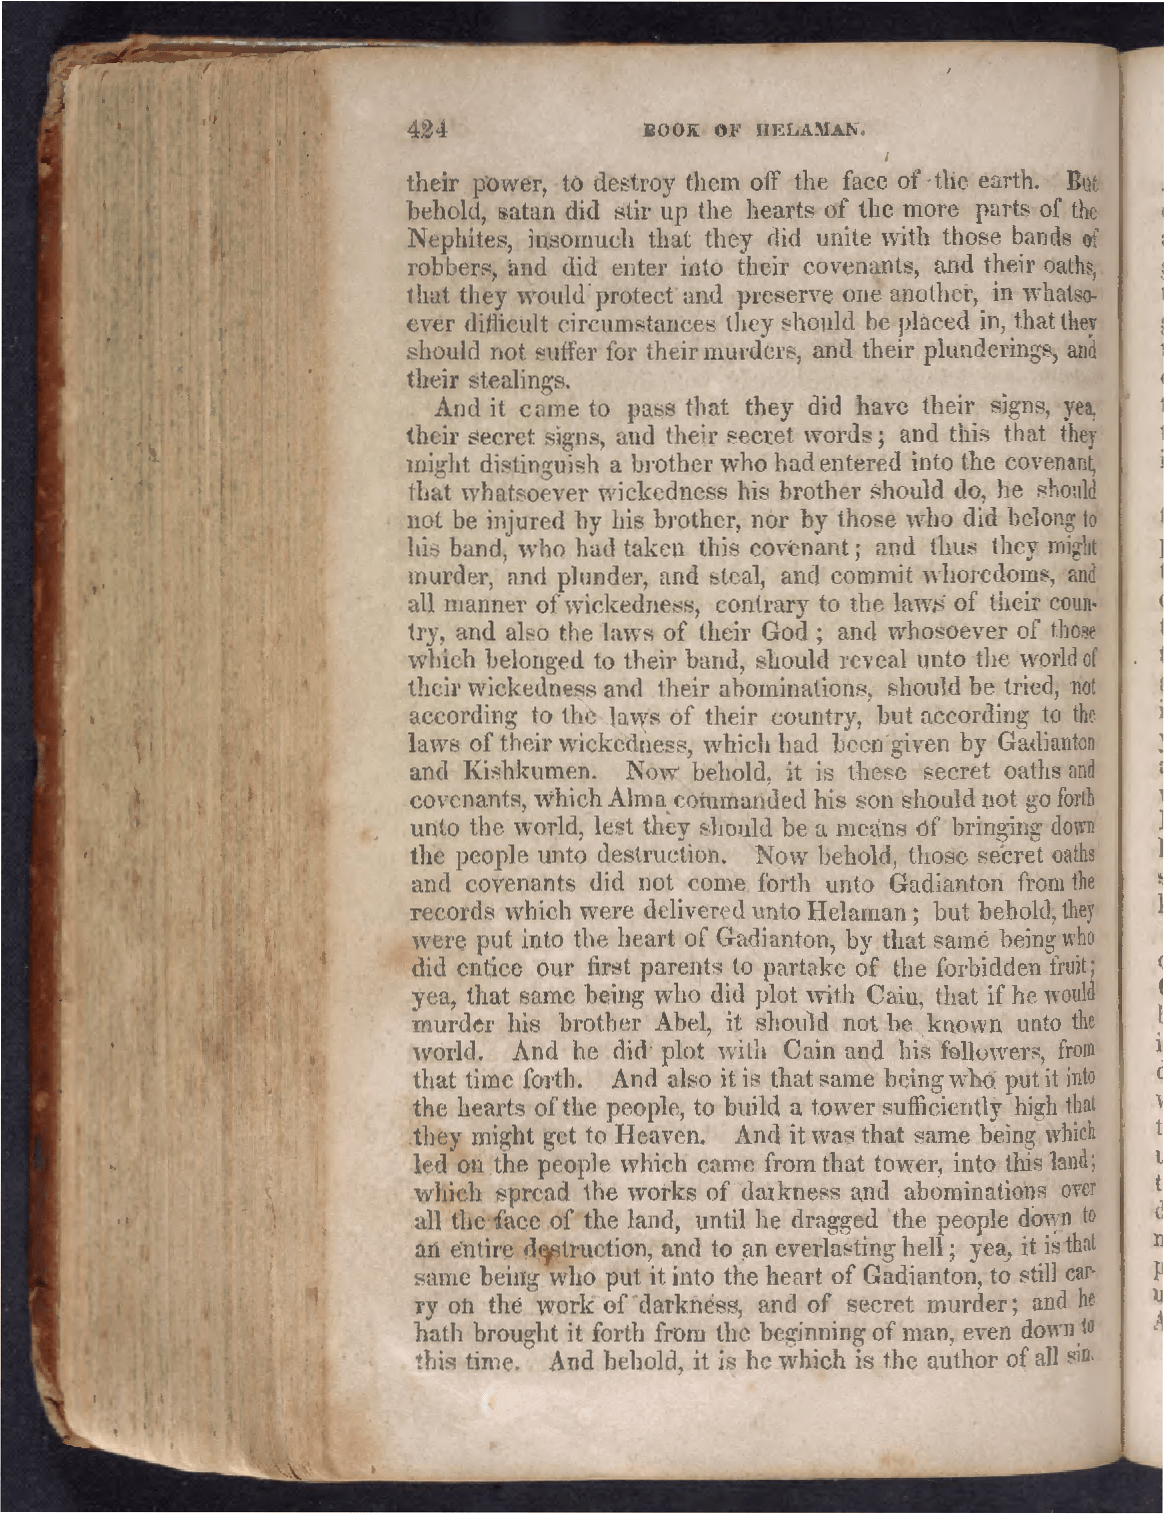 424 BOOK OF HELAMAN.
their power, to destroy them off the face of the earth. But
behold, satan did stir up the hearts of the more parts of the
Nephites, insomuch that they did unite with those bands of
robbers, and did enter into their covenants, and their oaths,
that they would protect and preserve one another, in whatso-
ever difficult circumstances they should be placed in, that they
should not suffer for their murders, and their plunderings, and
their stealings.
And it came to pass that they did have their signs, yea,
their secret signs, and their secret words; and this that they
might distinguish a brother who had entered into the covenant,
that whatsoever wickedness his brother should do, he should
not be injured by his brother, nor by those who did belong to
his band, who had taken this covenant; and thus they might
murder, and plunder, and steal, and commit whoredoms, and
all manner of wickedness, contrary to the laws of their coun-
try, and also the laws of their God; and whosoever of those
which belonged to their band, should reveal unto the world of
their wickedness and their abominations, should be tried, not
according to the laws of their country, but according to the
laws of their wickedness, which had been given by Gadianton
and Kishkumen. Now behold, it is these secret oaths and
covenants, which Alma commanded his son should not go forth
unto the world, lest they should be a means of bringing down
the people unto destruction. Now behold, those secret oaths
and covenants did not come forth unto Gadianton from the
records which were delivered unto Helaman; but behold, they
were put into the heart of Gadianton, by that same being who
did entice our first parents to partake of the forbidden fruit;
yea, that same being who did plot with Cain, that if he would
murder his brother Abel, it should not be known unto the
world. And he did plot with Cain and his followers, from
that time forth. And also it is that same being who put it into
the hearts of the people, to build a tower sufficiently high that
they might get to Heaven. And it was that same being which
led on the people which came from that tower, into this land;
which spread the works of darkness and abominations over
all the face of the land, until he dragged the people down to
an entire destruction, and to an everlasting hell; yea, it is that
same being who put it into the heart of Gadianton, to still car-
ry on the work of darkness, and of secret murder; and he
hath brought it forth from the beginning of man, even down to
this time. And behold, it is he which is the author of all sin.